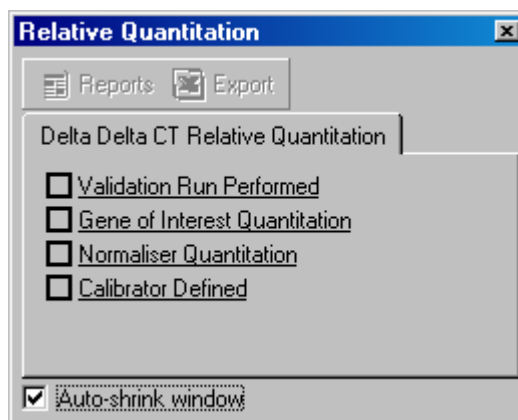 Relative Quantitation
Reports Export
Delta Delta CT Relative Quantitation
Validation Run Performed
Gene of Interest Quantitation
Normaliser Quantitation
Calibrator Defined
Auto-shrink window